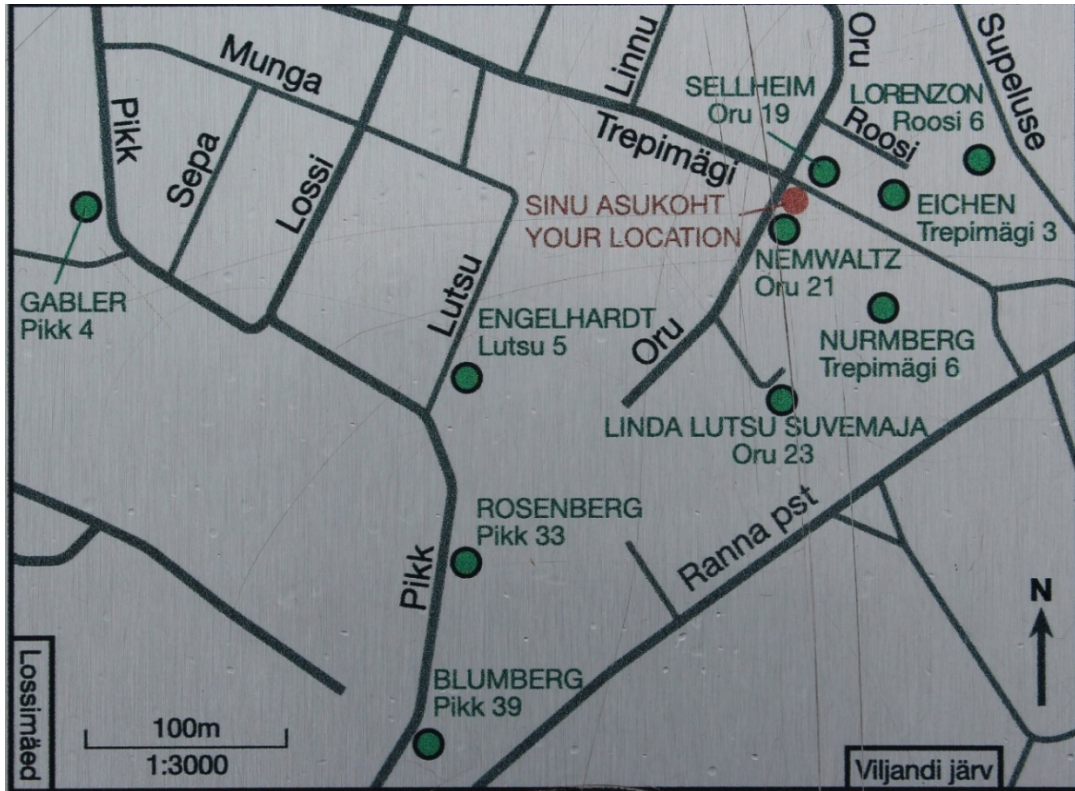 Munga
Linnu
Oru
Supeluse
Pikk
Sepa
Lossi
Trepimägi
SELLHEIM
Oru 19
LORENZON
Roosi 6
Roosi
SINU ASUKOHT
YOUR LOCATION
EICHEN
Trepimägi 3
NEMWALTZ
Oru 21
GABLER
Pikk 4
Lutsu
ENGELHARDT
Lutsu 5
Oru
NURMBERG
Trepimägi 6
LINDA LUTSU SUVEMAJA
Oru 23
ROSENBERG
Pikk 33
Ranna pst
Pikk
N
BLUMBERG
Pikk 39
Lossimäed
100m
1:3000
Viljandi järv